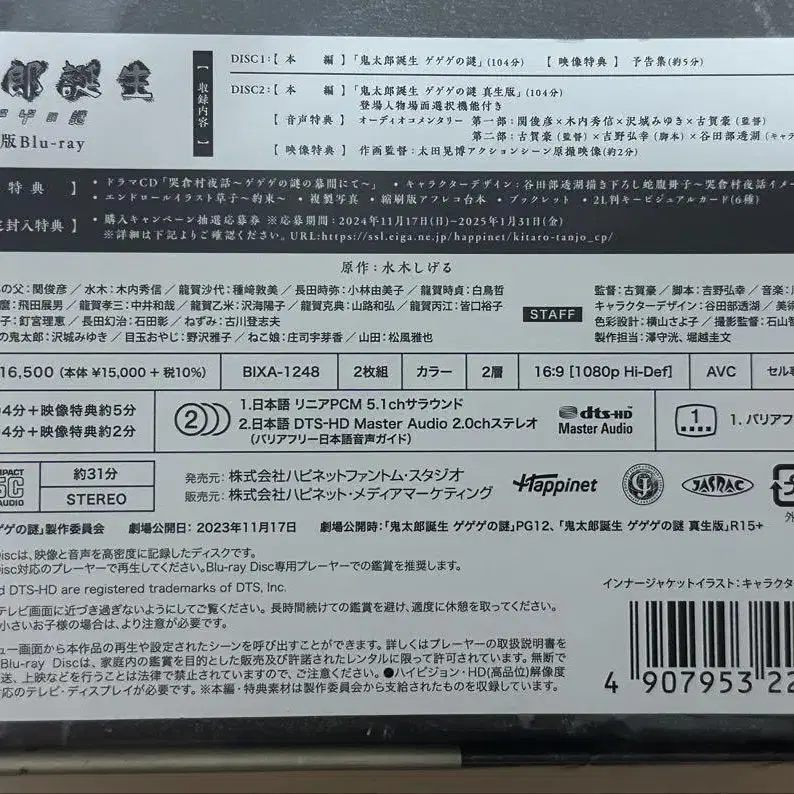 郎誕生
版Blu-ray
【収録内容】
DISC1:【本 編】「鬼太郎誕生 ゲゲゲの謎」(104分) 【映像特典】 予告集(約5分)
DISC2:【本 編】「鬼太郎誕生 ゲゲゲの謎 真生版」(104分)
登場人物場面選択機能付き
【音声特典】 オーディオコメンタリー 第一部:関俊彦×木内秀信×沢城みゆき×古賀豪(監督)
第二部:古賀豪(監督)×吉野弘幸(脚本)×谷田部透湖(キャラ
【映像特典】 作画監督:太田晃博アクションシーン原撮映像(約2分)
特典】 ・ドラマCD「哭倉村夜話〜ゲゲゲの謎の幕間にて〜」 ・キャラクターデザイン:谷田部透湖描き下ろし蛇腹冊子〜哭倉村夜話イメー
・エンドロールイラスト草子〜約束〜 ・複製写真 ・縮刷版アフレコ台本 ・ブックレット ・2L判キービジュアルカード(6種)
封入特典】 ・購入キャンペーン抽選応募券 ※応募期間:2024年11月17日(日)~2025年1月31日(金)
※詳細は下記よりご確認ください。URL:https://ssl.eiga.ne.jp/happinet/kitaro-tanjo_cp/
原作:水木しげる
の父:関俊彦/水木:木内秀信/龍賀沙代:種﨑敦美/長田時弥:小林由美子/龍賀時貞:白鳥哲
麿:飛田展男/龍賀孝三:中井和哉/龍賀乙米:沢海陽子/龍賀克典:山路和弘/龍賀丙江:皆口裕子
子:釘宮理恵/長田幻治:石田彰/ねずみ:古川登志夫
の鬼太郎:沢城みゆき/目玉おやじ:野沢雅子/ねこ娘:庄司宇芽香/山田:松風雅也
STAFF
監督:古賀豪/脚本:吉野弘幸/音楽:
キャラクターデザイン:谷田部透湖/美術
色彩設計:横山さよ子/撮影監督:石山智
製作担当:澤守洸、堀越圭文
16,500(本体 ¥15,000+税10%) BIXA-1248 2枚組 カラー 2層 16:9 [1080p Hi-Def] AVC セル専
4分+映像特典約5分
4分+映像特典約2分
2 1.日本語 リニアPCM 5.1chサラウンド
2.日本語 DTS-HD Master Audio 2.0chステレオ
(バリアフリー日本語音声ガイド)
dts-HD Master Audio
1 1. バリアフ
約31分
STEREO
発売元:株式会社ハピネットファントム・スタジオ
販売元:株式会社ハピネット・メディアマーケティング
Happinet
JASRAC
ゲゲの謎」製作委員会 劇場公開日:2023年11月17日 劇場公開時:「鬼太郎誕生 ゲゲゲの謎」PG12、「鬼太郎誕生 ゲゲゲの謎 真生版」R15+
Discは、映像と音声を高密度に記録したディスクです。
isc対応のプレーヤーで再生してください。Blu-ray Disc専用プレーヤーでの鑑賞を推奨します。
d DTS-HD are registered trademarks of DTS, Inc.
インナージャケットイラスト:キャラクタ
テレビ画面に近づき過ぎないようにしてご覧ください。長時間続けての鑑賞を避け、適度に休憩を取ってください。
小さいお子様の場合は、より注意が必要です。
ュー画面から本作品の再生や設定されたシーンを呼び出すことができます。詳しくはプレーヤーの取扱説明書を
Blu-ray Discは、家庭内の鑑賞を目的とした販売及び許諾されたレンタルに限って許可されています。無断で
送、上映などを行うことは法律で禁止されていますので、ご注意ください。●ハイビジョン・HD(高品位)解像度
対応のテレビ・ディスプレイが必要です。※本編・特典素材は製作委員会から支給されたものを収録しています。
4 907953 22